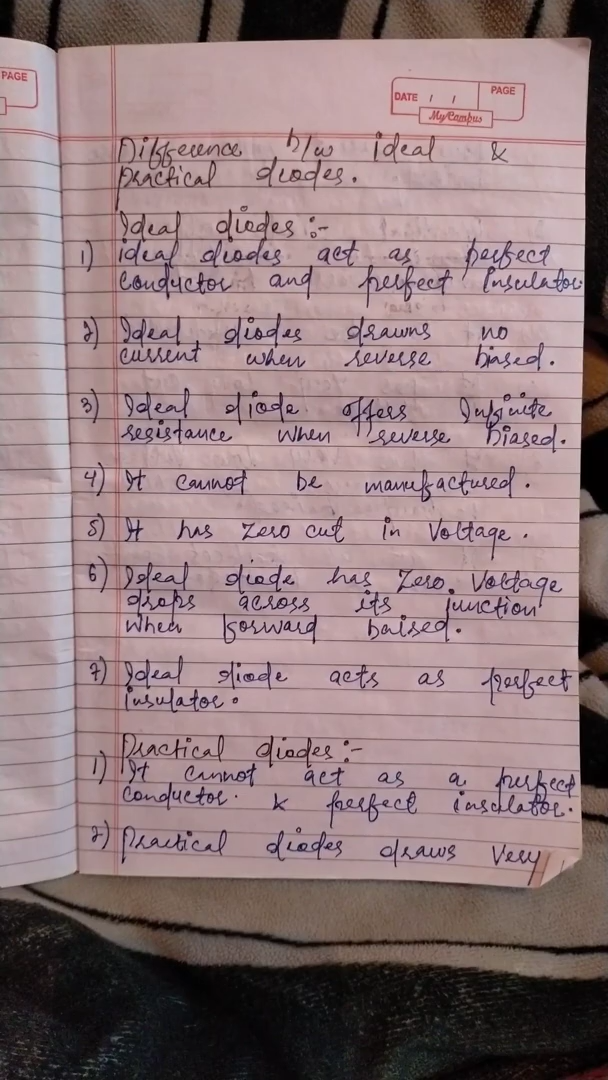 PAGE
DATE / / PAGE
My Campus
Difference b/w ideal &
practical diodes.
Ideal diodes :-
1) ideal diodes act as perfect
conductor and perfect Insulator.
2) Ideal diodes drawns no
current when reverse biased.
3) Ideal diode offers Infinite
resistance when reverse biased.
4) It cannot be manufactured.
5) It has Zero cut in Voltage.
6) Ideal diode has Zero Voltage
drops across its junction
when forward baised.
7) Ideal diode acts as perfect
insulator.
Practical diodes :-
1) It cannot act as a perfect
conductor. & perfect insulator.
2) Practical diodes draws Very